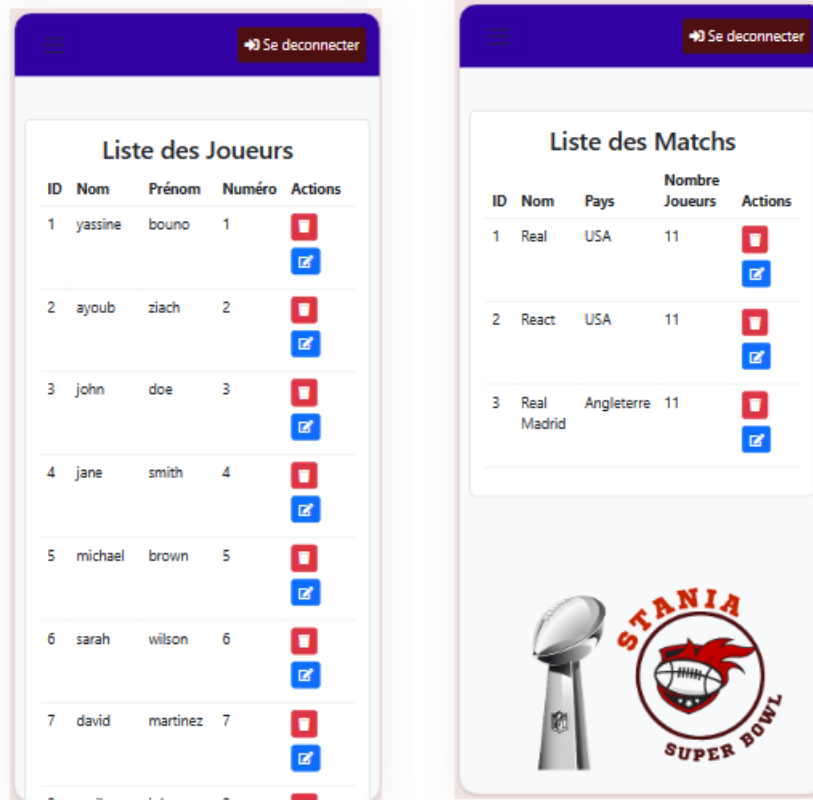 Se deconnecter
Liste des Joueurs
ID Nom Prénom Numéro Actions
1 yassine bouno 1
2 ayoub ziach 2
3 john doe 3
4 jane smith 4
5 michael brown 5
6 sarah wilson 6
7 david martinez 7
Se deconnecter
Liste des Matchs
Nombre
ID Nom Pays Joueurs Actions
1 Real USA 11
2 React USA 11
3 Real Angleterre 11
Madrid
STANIA
NFL
SUPER BOWL